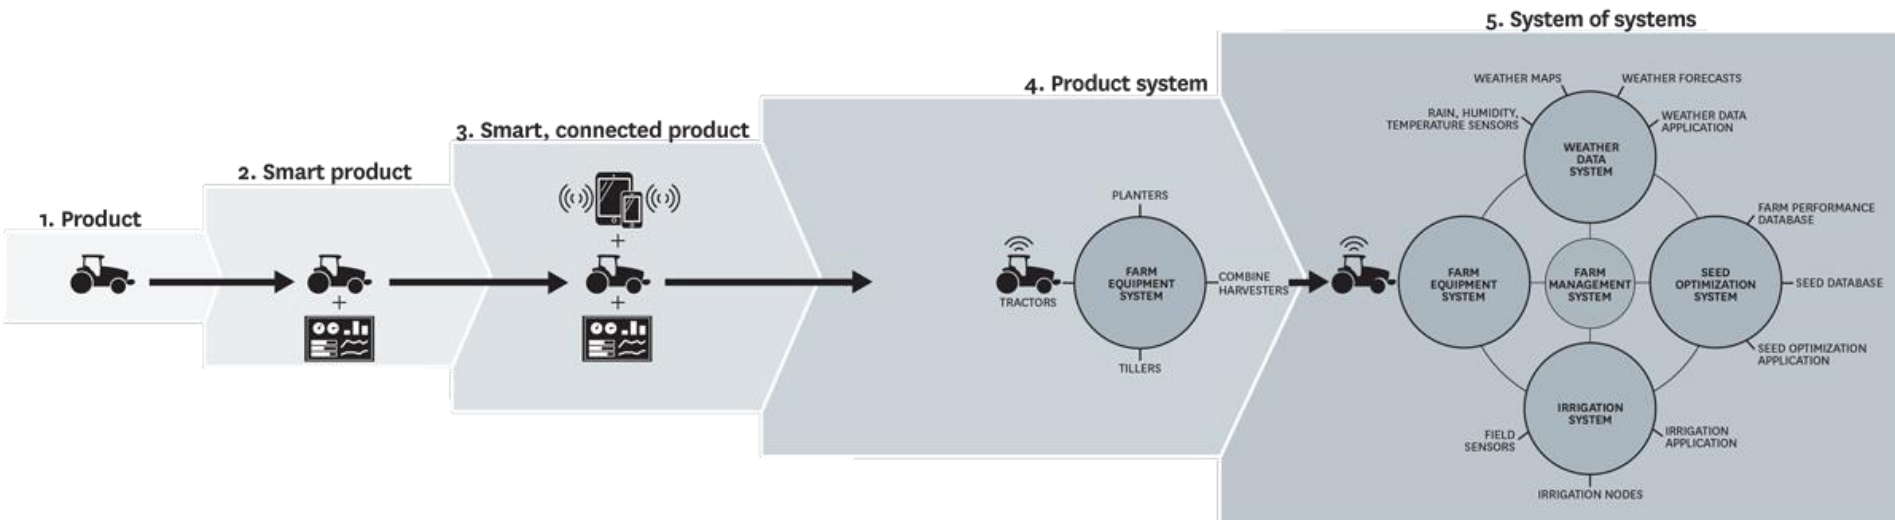 1. Product
2. Smart product
3. Smart, connected product
4. Product system
PLANTERS
TRACTORS
FARM
EQUIPMENT
SYSTEM
COMBINE
HARVESTERS
TILLERS
5. System of systems
WEATHER MAPS
WEATHER FORECASTS
RAIN, HUMIDITY,
TEMPERATURE SENSORS
WEATHER DATA
APPLICATION
WEATHER
DATA
SYSTEM
FARM PERFORMANCE
DATABASE
FARM
EQUIPMENT
SYSTEM
FARM
MANAGEMENT
SYSTEM
SEED
OPTIMIZATION
SYSTEM
SEED DATABASE
SEED OPTIMIZATION
APPLICATION
IRRIGATION
SYSTEM
FIELD
SENSORS
IRRIGATION
APPLICATION
IRRIGATION NODES